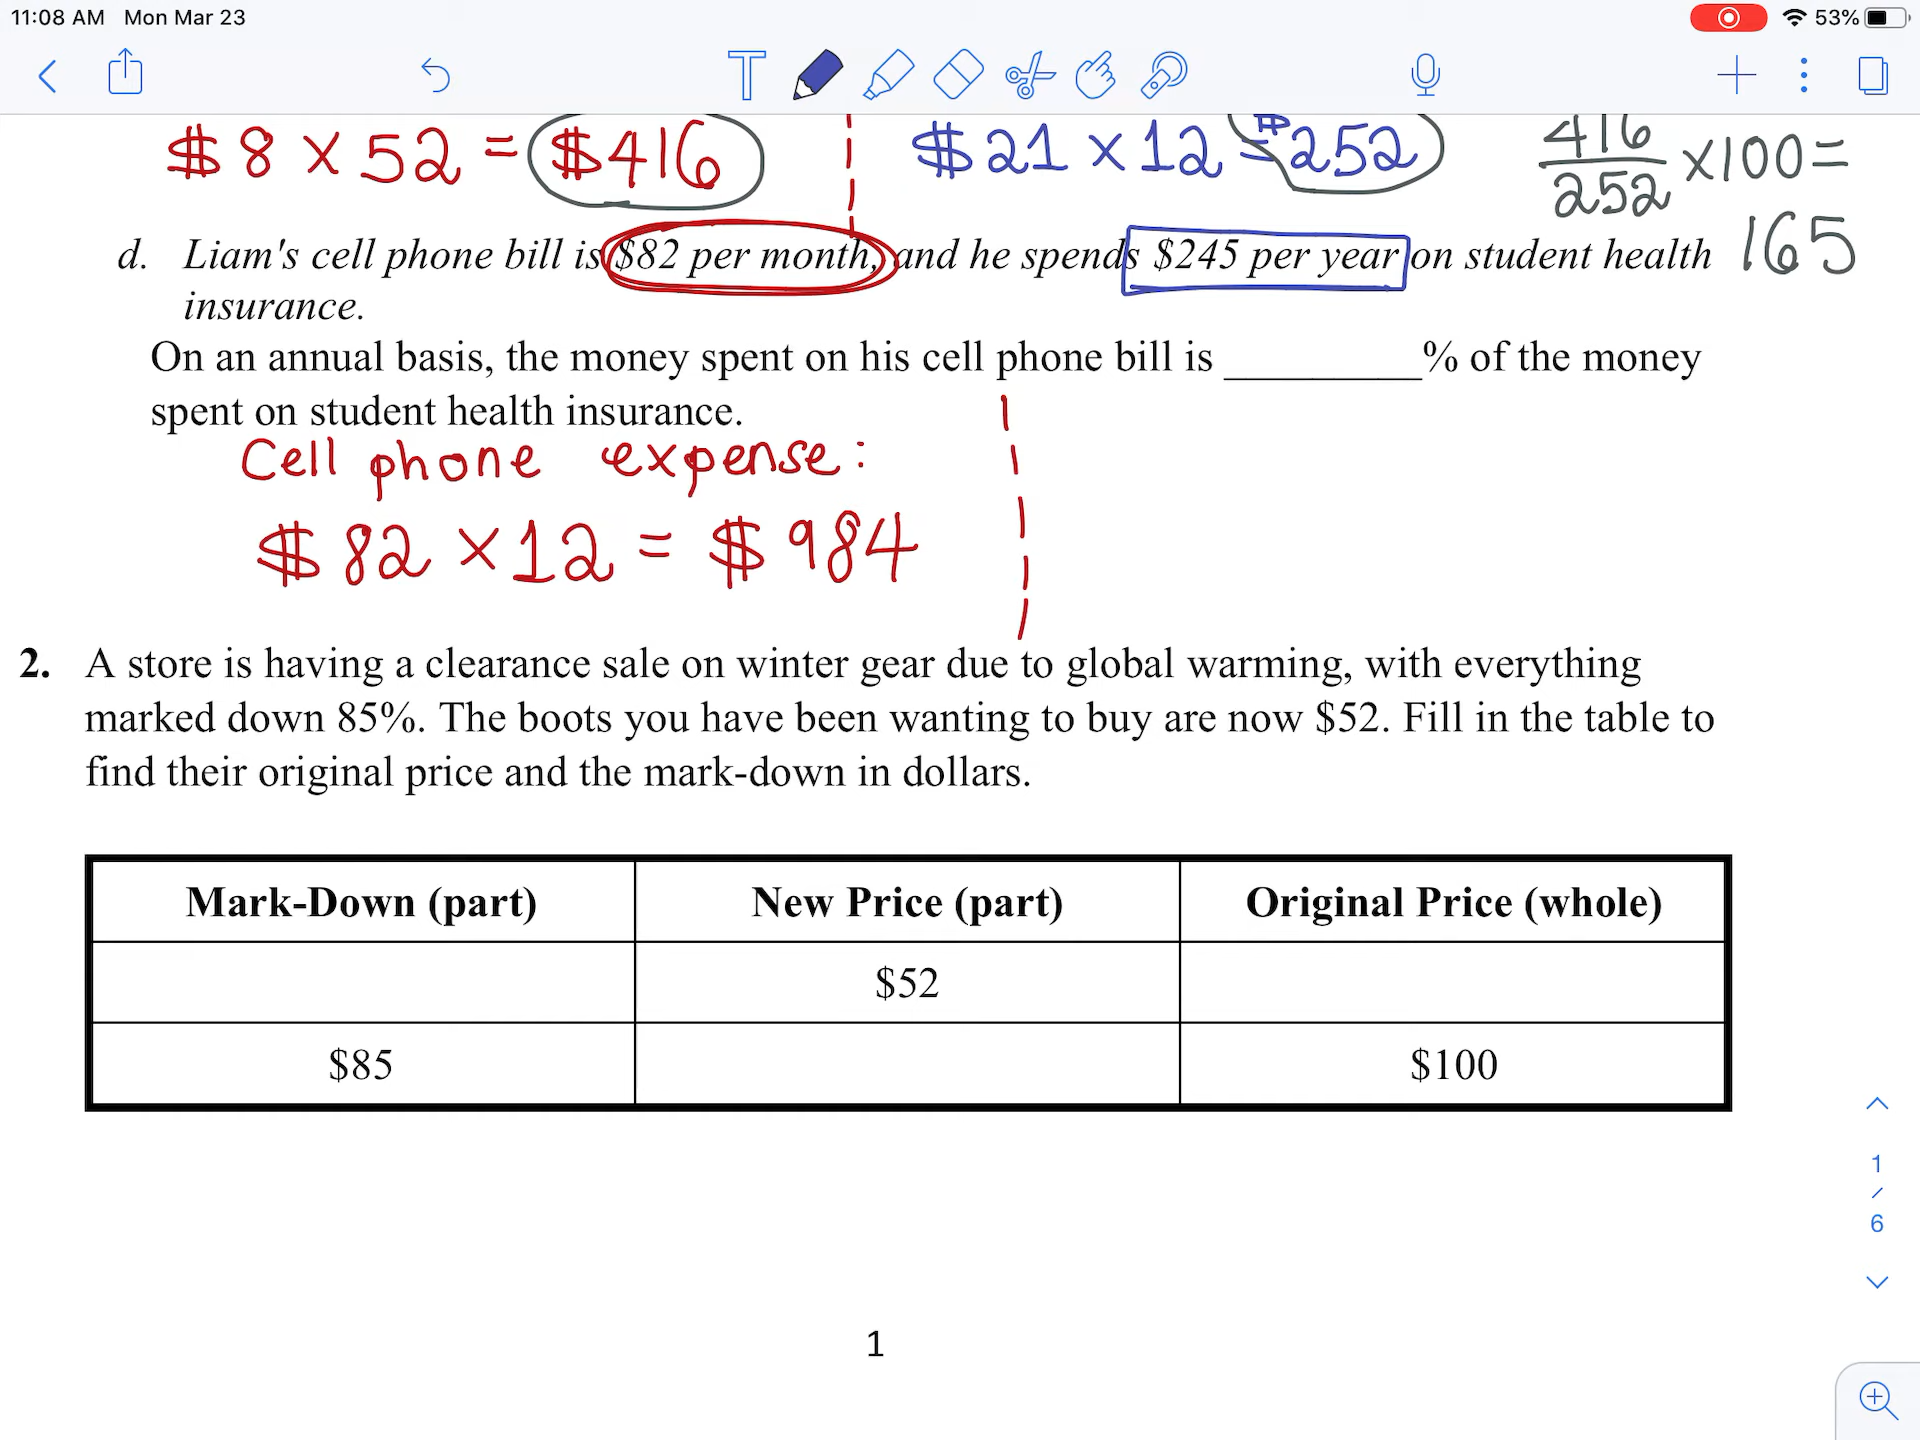 11:08 AM Mon Mar 23 53%
T
$8 × 52 = $416 $21 × 12 = $252 416/252 ×100 =
165
d. Liam's cell phone bill is $82 per month, and he spends $245 per year on student health
insurance.
On an annual basis, the money spent on his cell phone bill is _________% of the money
spent on student health insurance.
Cell phone expense:
$82 ×12 = $984
2. A store is having a clearance sale on winter gear due to global warming, with everything
marked down 85%. The boots you have been wanting to buy are now $52. Fill in the table to
find their original price and the mark-down in dollars.
Mark-Down (part) New Price (part) Original Price (whole)
$52
$85 $100
1
/
6
1